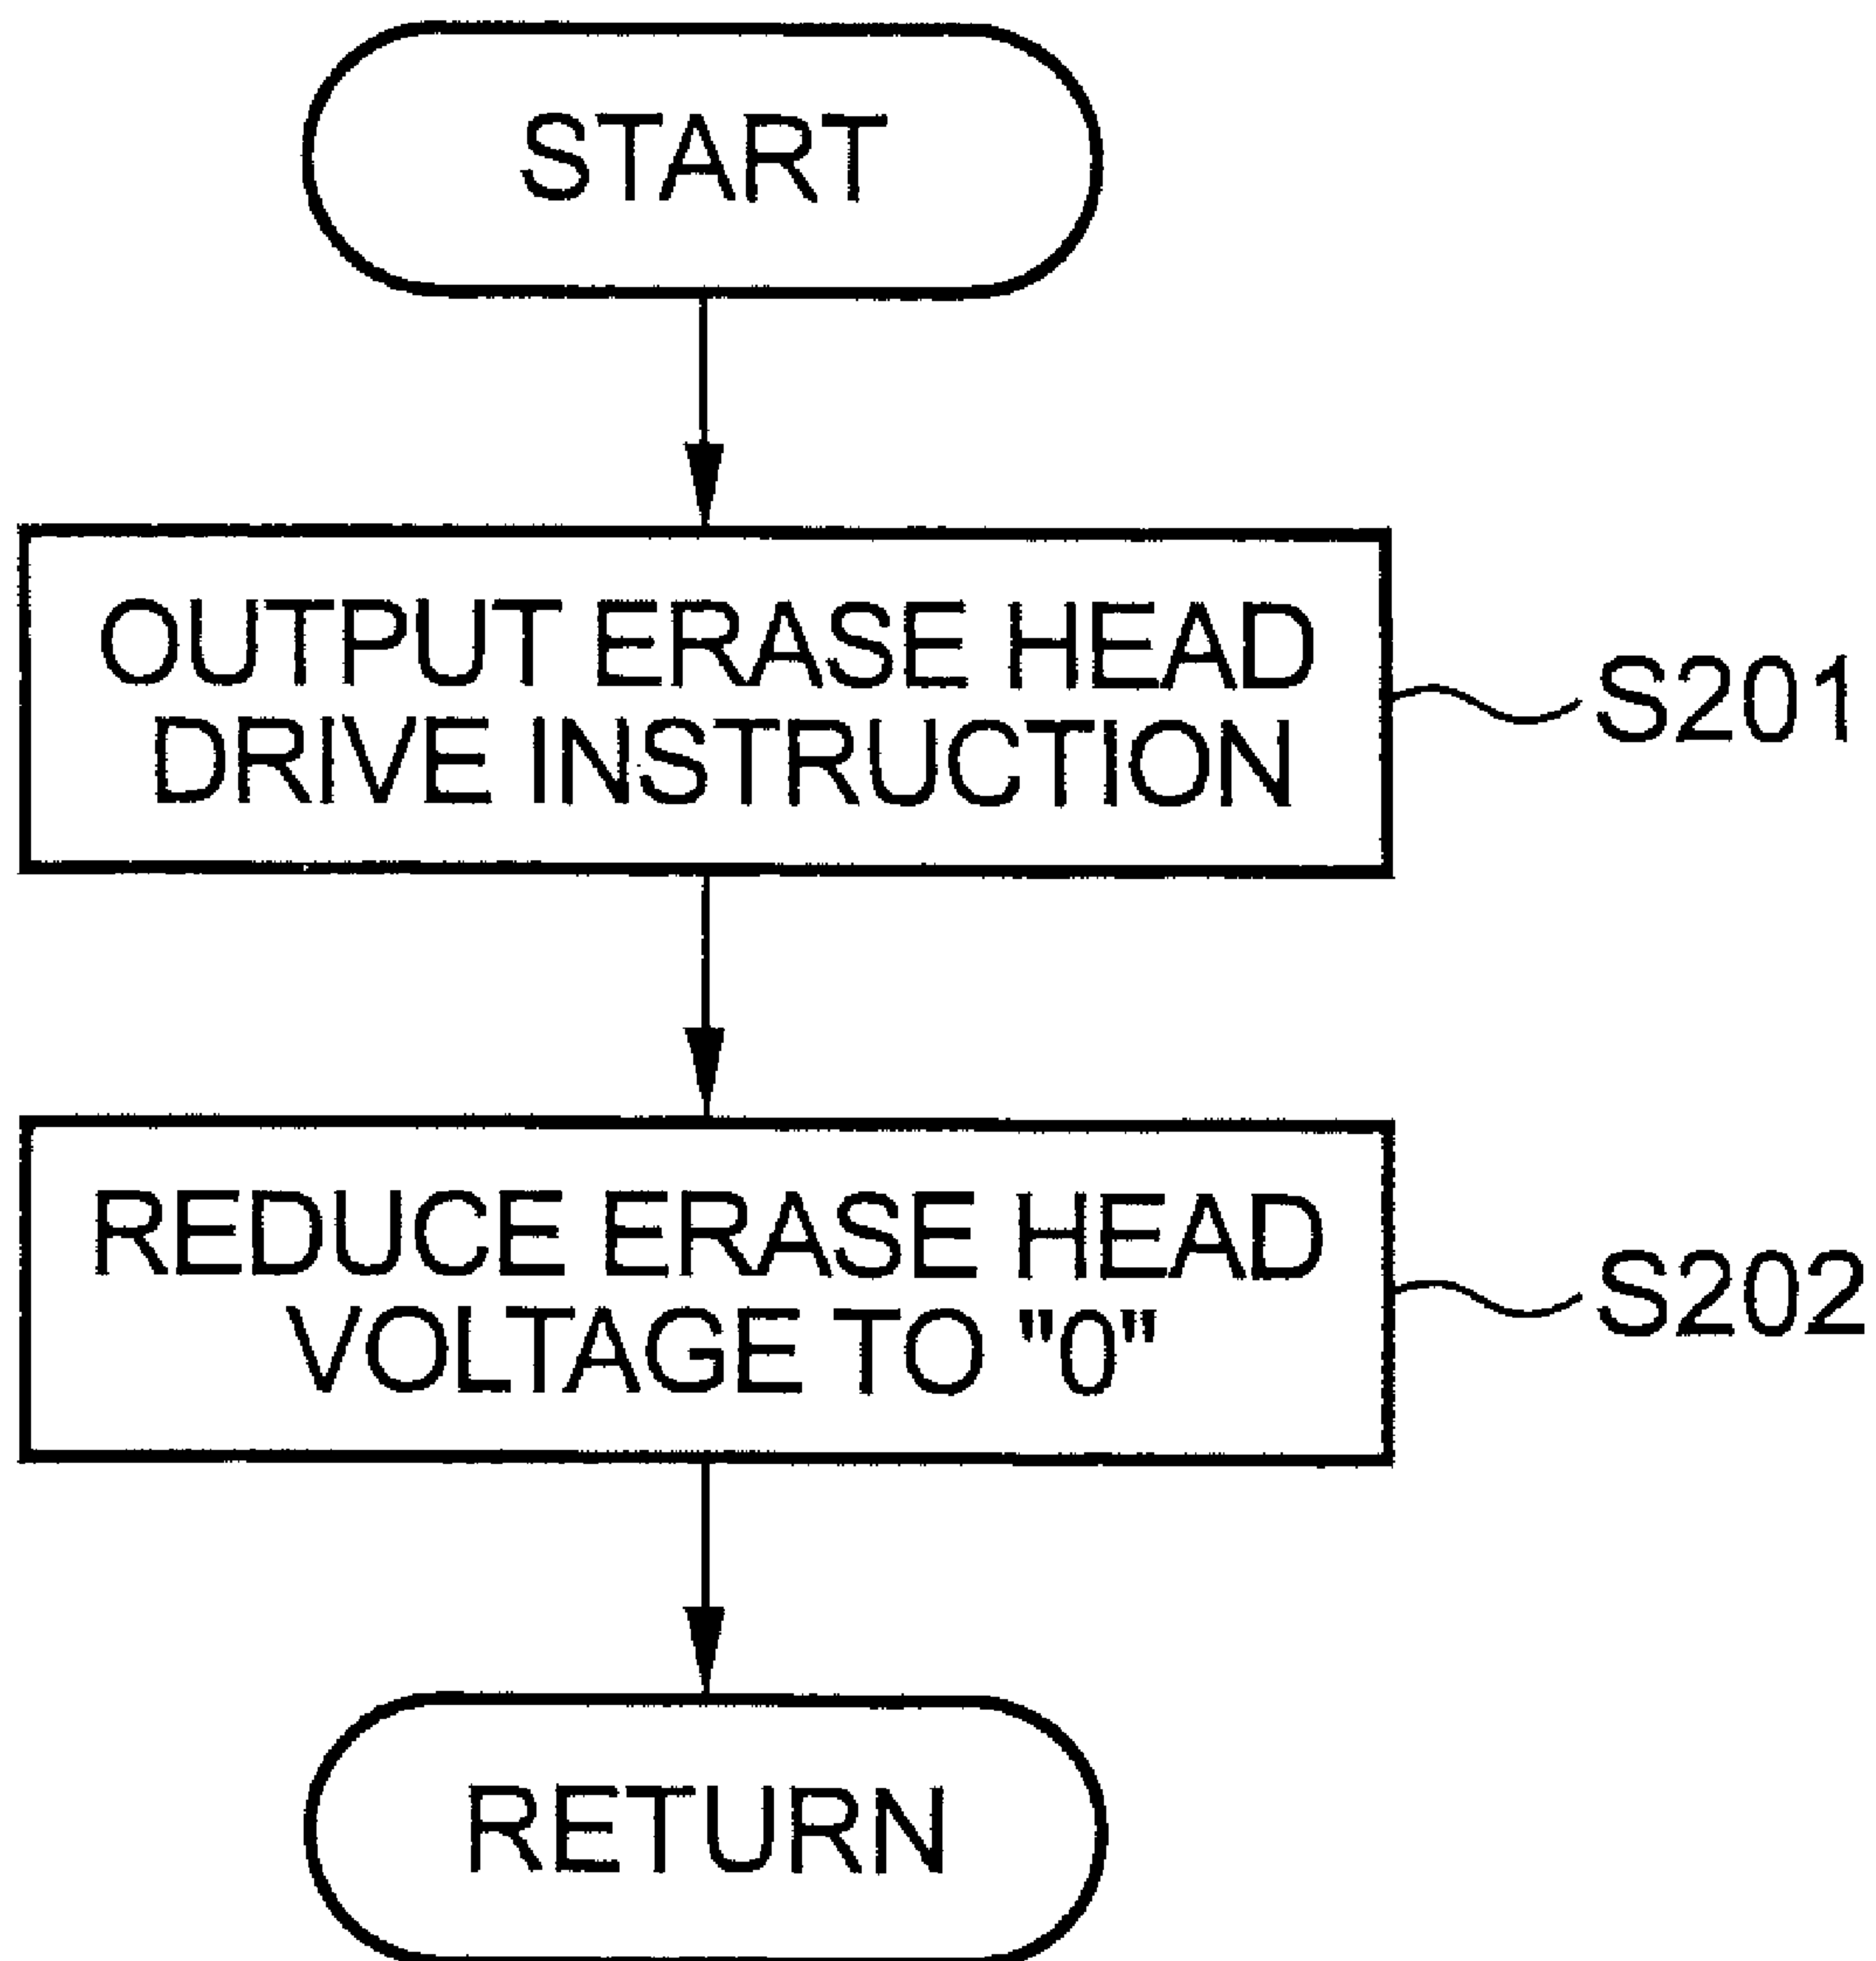 START
OUTPUT ERASE HEAD
DRIVE INSTRUCTION
S201
REDUCE ERASE HEAD
VOLTAGE TO "0"
S202
RETURN